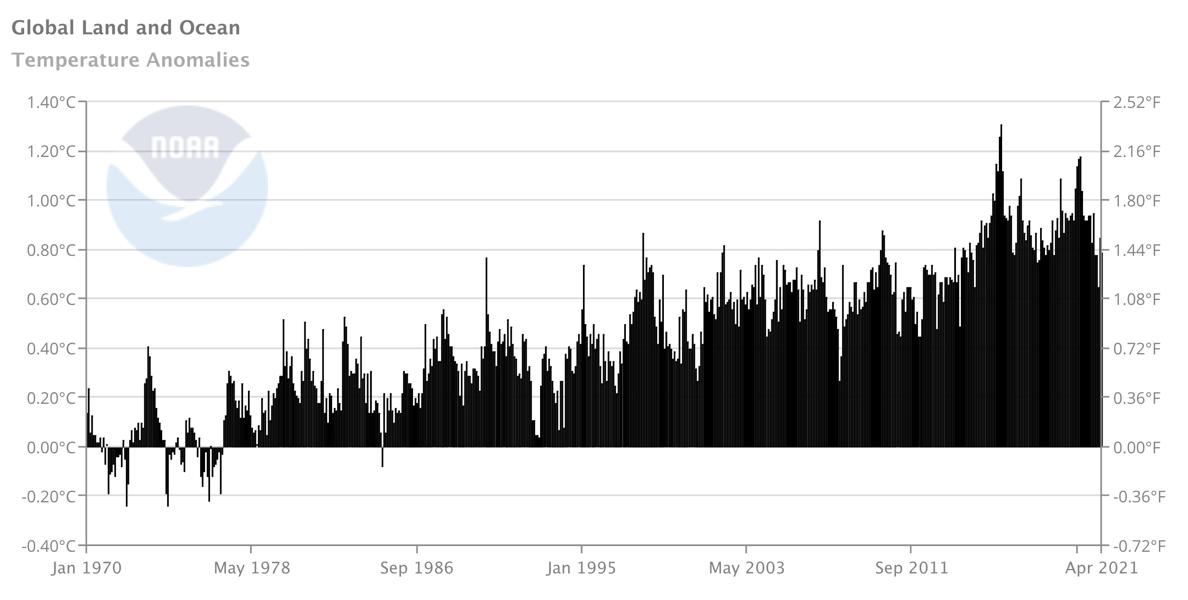 Global Land and Ocean
Temperature Anomalies
NOAA
1.40°C
1.20°C
1.00°C
0.80°C
0.60°C
0.40°C
0.20°C
0.00°C
-0.20°C
-0.40°C
2.52°F
2.16°F
1.80°F
1.44°F
1.08°F
0.72°F
0.36°F
0.00°F
-0.36°F
-0.72°F
Jan 1970 May 1978 Sep 1986 Jan 1995 May 2003 Sep 2011 Apr 2021